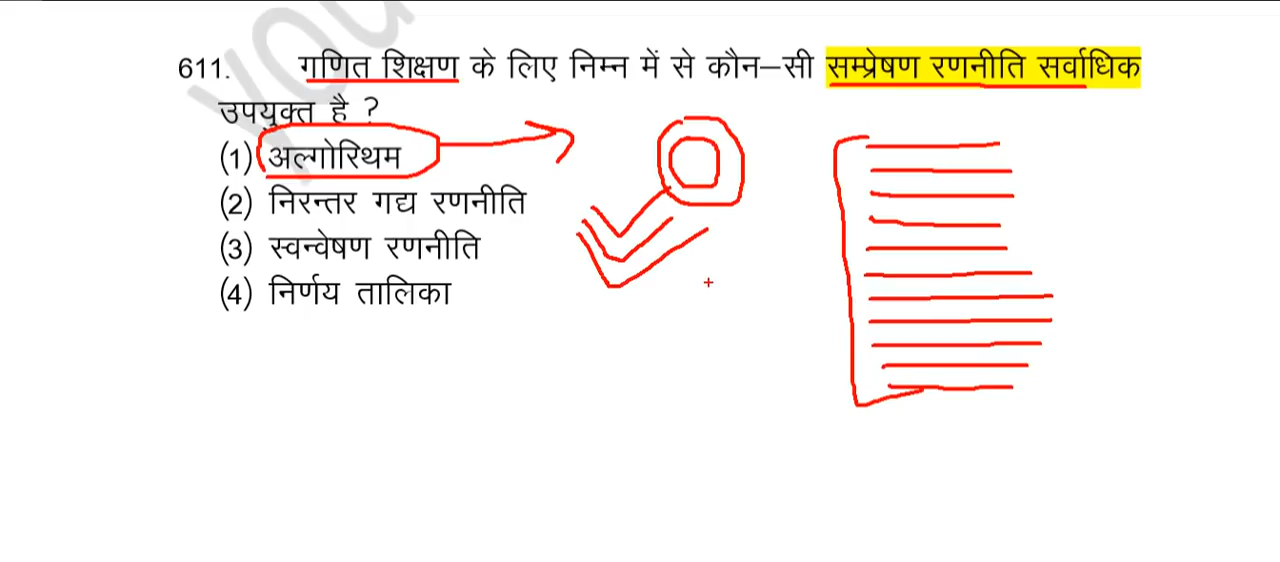 611. गणित शिक्षण के लिए निम्न में से कौन–सी सम्प्रेषण रणनीति सर्वाधिक
उपयुक्त है ?
(1) अल्गोरिथम
(2) निरन्तर गद्य रणनीति
(3) स्वन्वेषण रणनीति
(4) निर्णय तालिका